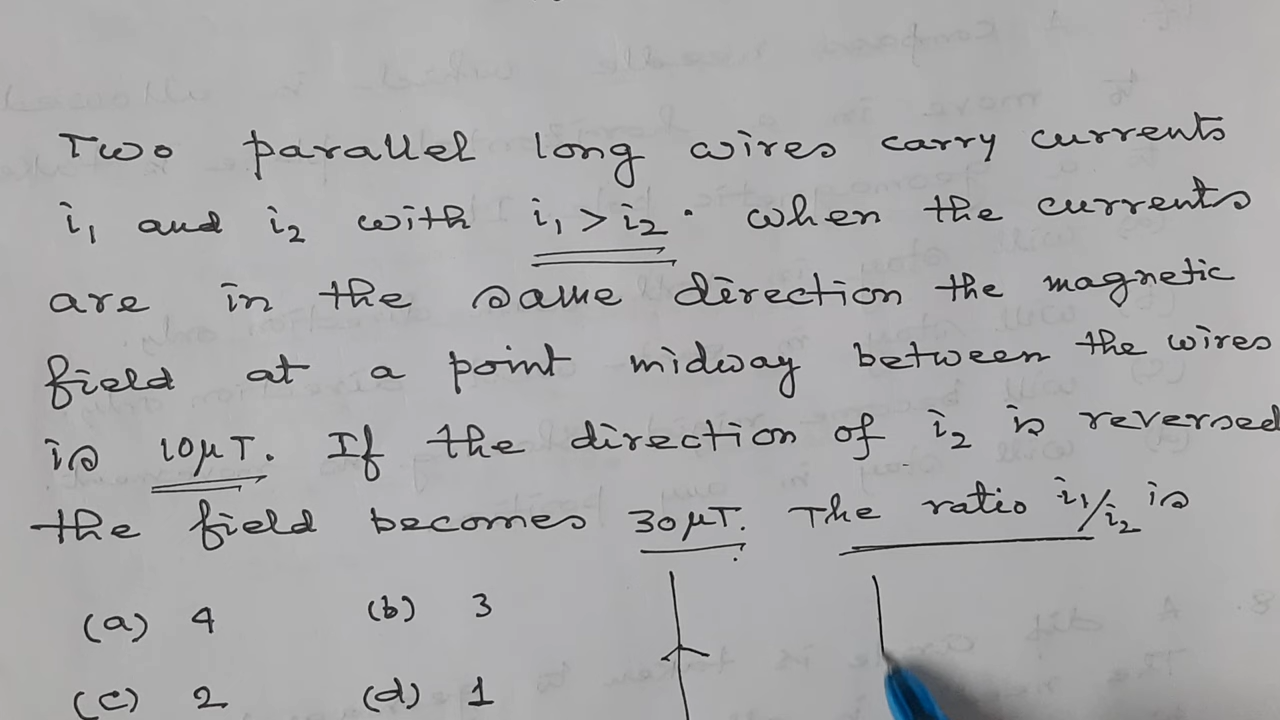 Two parallel long wires carry currents
i₁ and i₂ with i₁ > i₂. When the currents
are in the same direction the magnetic
field at a point midway between the wires
is 10μT. If the direction of i₂ is reversed
the field becomes 30μT. The ratio i₁/i₂ is
(a) 4 (b) 3
(c) 2 (d) 1